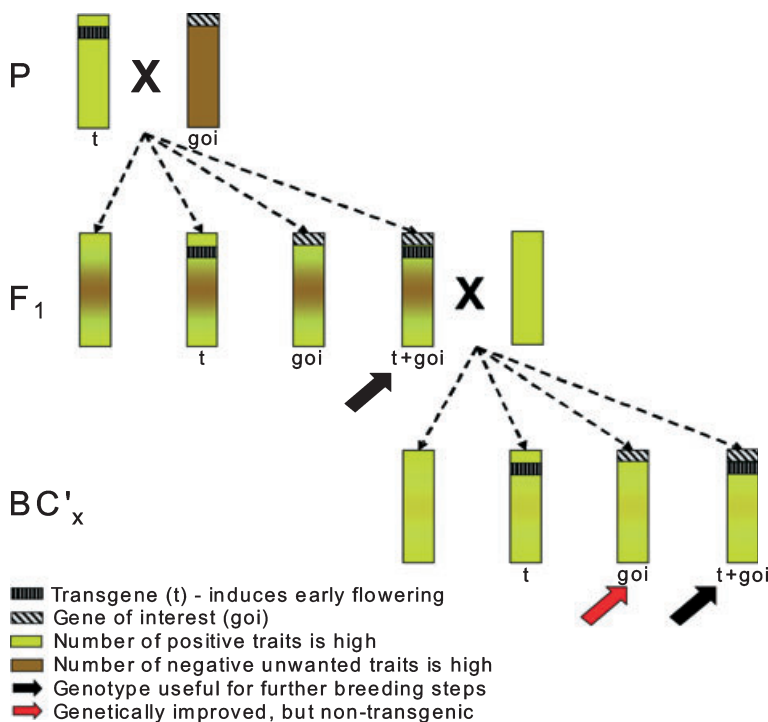 P
X
t
goi
F1
X
t
goi
t+goi
BC'x
t
goi
t+goi
Transgene (t) - induces early flowering
Gene of interest (goi)
Number of positive traits is high
Number of negative unwanted traits is high
Genotype useful for further breeding steps
Genetically improved, but non-transgenic